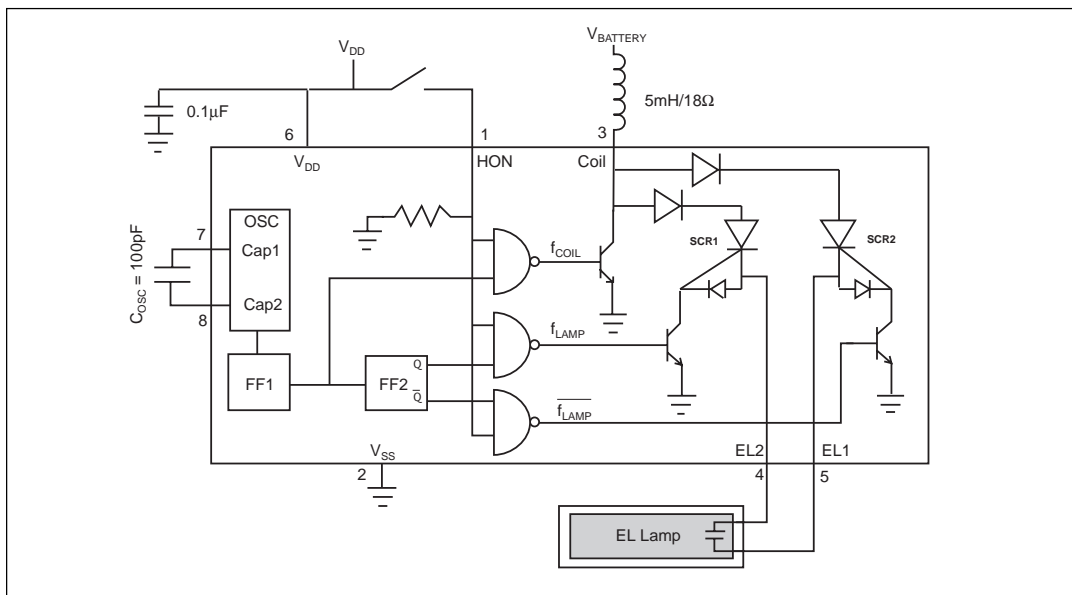 V_BATTERY
V_DD
5mH/18Ω
0.1μF
6
1
3
V_DD
HON
Coil
OSC
7
Cap1
SCR1
SCR2
f_COIL
C_OSC = 100pF
Cap2
8
f_LAMP
FF1
FF2
Q
Q̅
f_LAMP
V_SS
EL2
EL1
2
4
5
EL Lamp